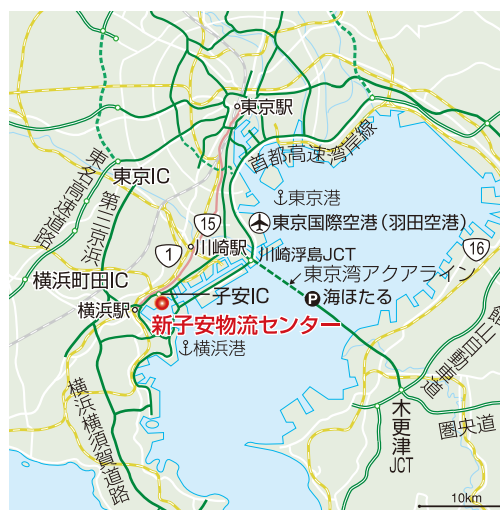 東京駅
首都高速湾岸線
東名高速道路
東京IC
第三京浜
東京港
15
東京国際空港（羽田空港）
1
川崎駅
川崎浮島JCT
16
東京湾アクアライン
横浜町田IC
子安IC
P 海ほたる
横浜駅
新子安物流センター
横浜港
館山自動車道
木更津
JCT
圏央道
横浜横須賀道路
10km